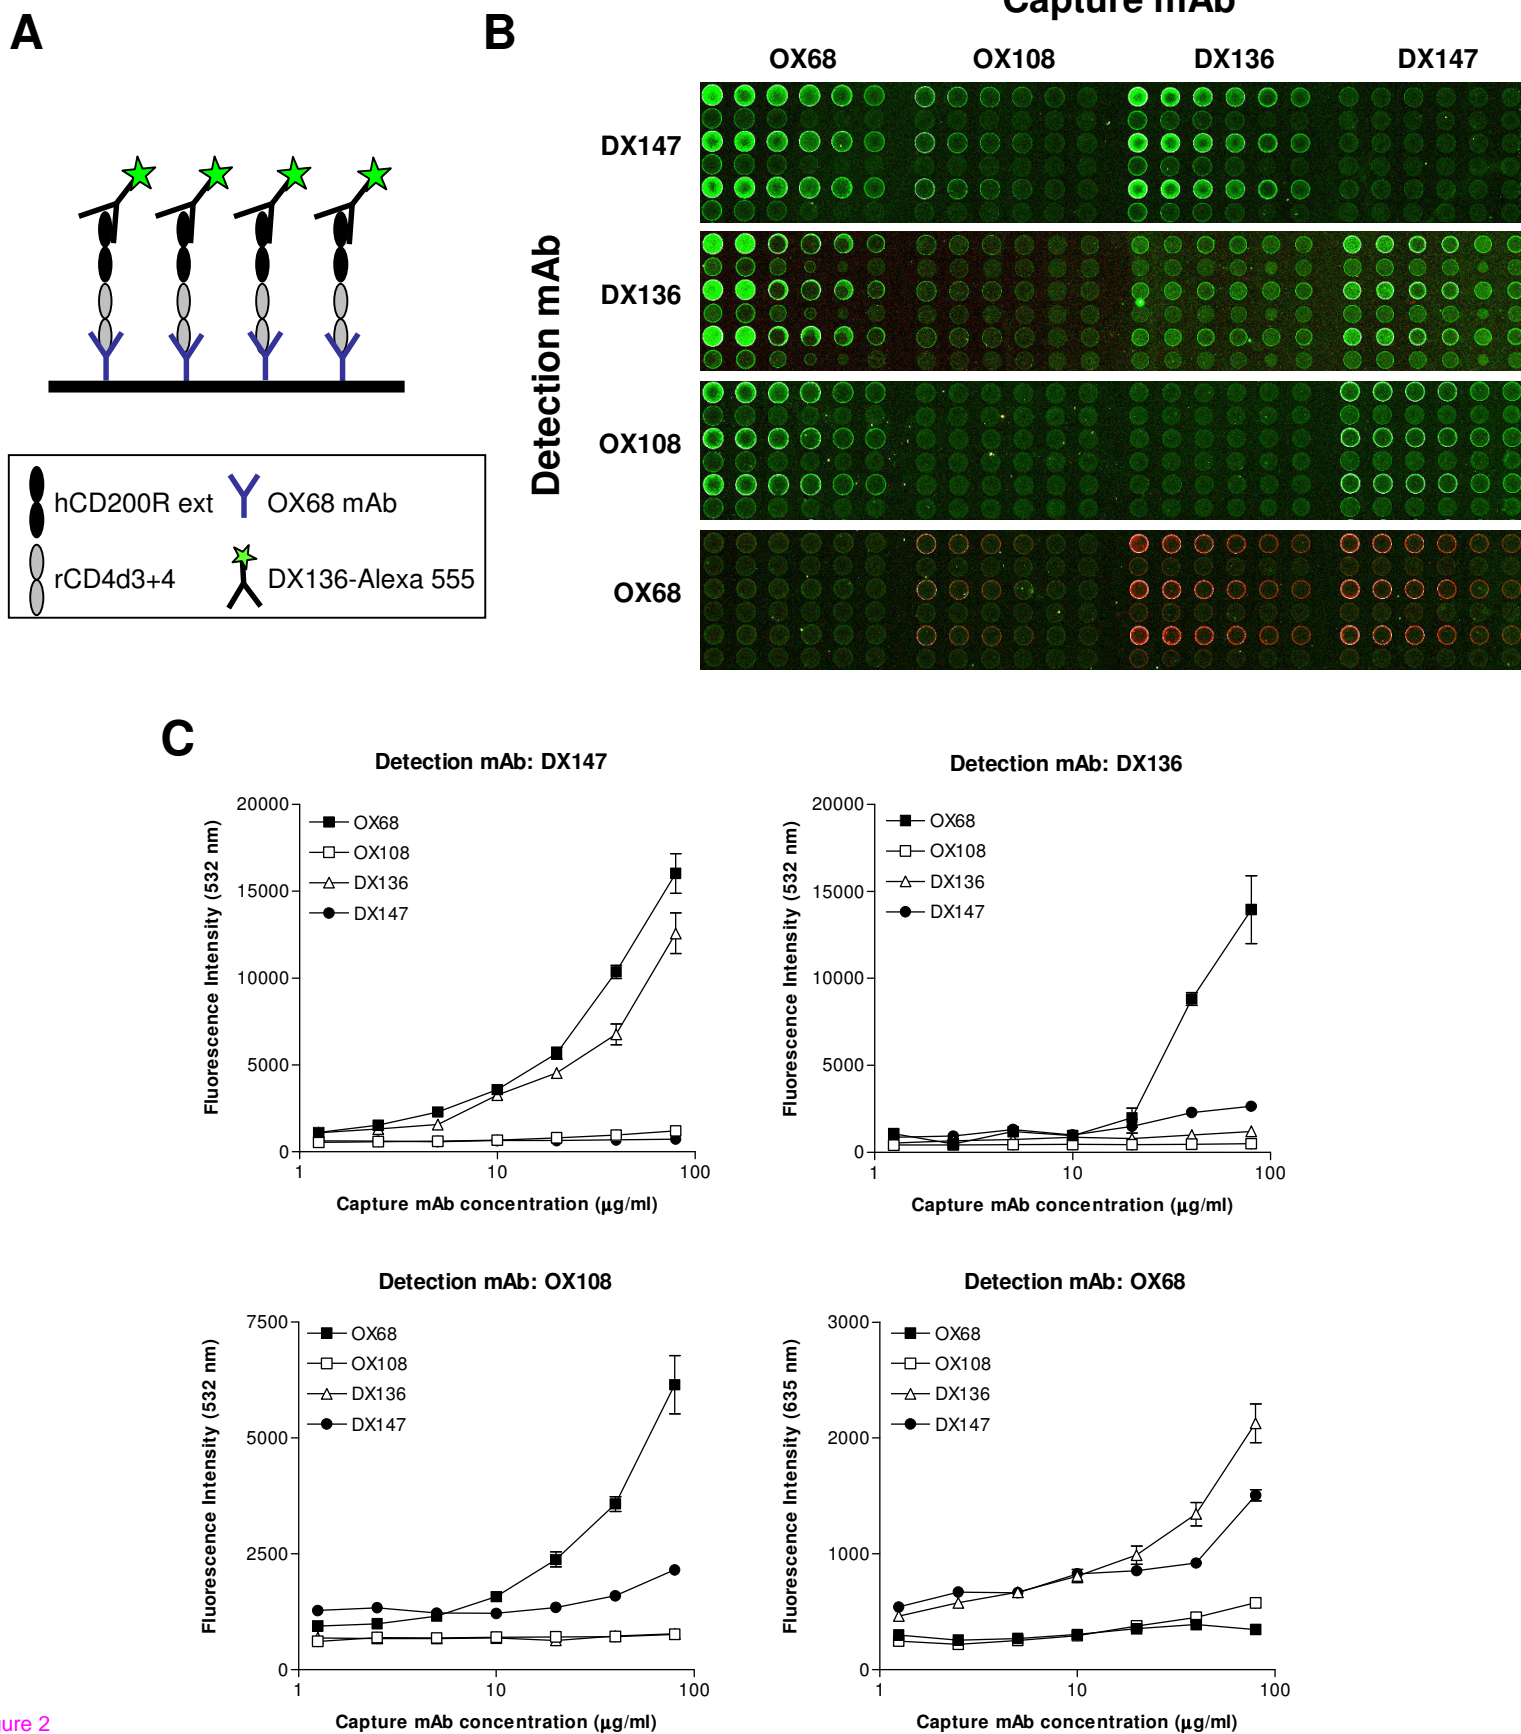 A
hCD200R ext
OX68 mAb
rCD4d3+4
DX136-Alexa 555
B
Capture mAb
OX68 OX108 DX136 DX147
Detection mAb
DX147
DX136
OX108
OX68
C
Detection mAb: DX147
Fluorescence Intensity (532 nm)
20000
15000
10000
5000
0
OX68
OX108
DX136
DX147
1 10 100
Capture mAb concentration (µg/ml)
Detection mAb: DX136
Fluorescence Intensity (532 nm)
20000
15000
10000
5000
0
OX68
OX108
DX136
DX147
1 10 100
Capture mAb concentration (µg/ml)
Detection mAb: OX108
Fluorescence Intensity (532 nm)
7500
5000
2500
0
OX68
OX108
DX136
DX147
1 10 100
Capture mAb concentration (µg/ml)
Detection mAb: OX68
Fluorescence Intensity (635 nm)
3000
2000
1000
0
OX68
OX108
DX136
DX147
1 10 100
Capture mAb concentration (µg/ml)
ure 2